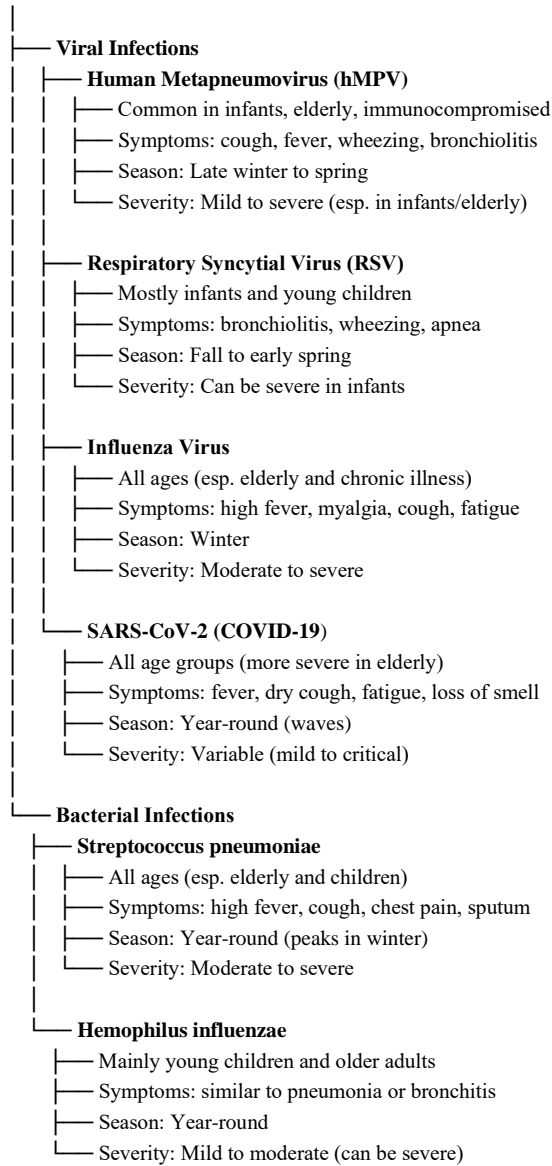 Viral Infections
Human Metapneumovirus (hMPV)
Common in infants, elderly, immunocompromised
Symptoms: cough, fever, wheezing, bronchiolitis
Season: Late winter to spring
Severity: Mild to severe (esp. in infants/elderly)
Respiratory Syncytial Virus (RSV)
Mostly infants and young children
Symptoms: bronchiolitis, wheezing, apnea
Season: Fall to early spring
Severity: Can be severe in infants
Influenza Virus
All ages (esp. elderly and chronic illness)
Symptoms: high fever, myalgia, cough, fatigue
Season: Winter
Severity: Moderate to severe
SARS-CoV-2 (COVID-19)
All age groups (more severe in elderly)
Symptoms: fever, dry cough, fatigue, loss of smell
Season: Year-round (waves)
Severity: Variable (mild to critical)
Bacterial Infections
Streptococcus pneumoniae
All ages (esp. elderly and children)
Symptoms: high fever, cough, chest pain, sputum
Season: Year-round (peaks in winter)
Severity: Moderate to severe
Hemophilus influenzae
Mainly young children and older adults
Symptoms: similar to pneumonia or bronchitis
Season: Year-round
Severity: Mild to moderate (can be severe)